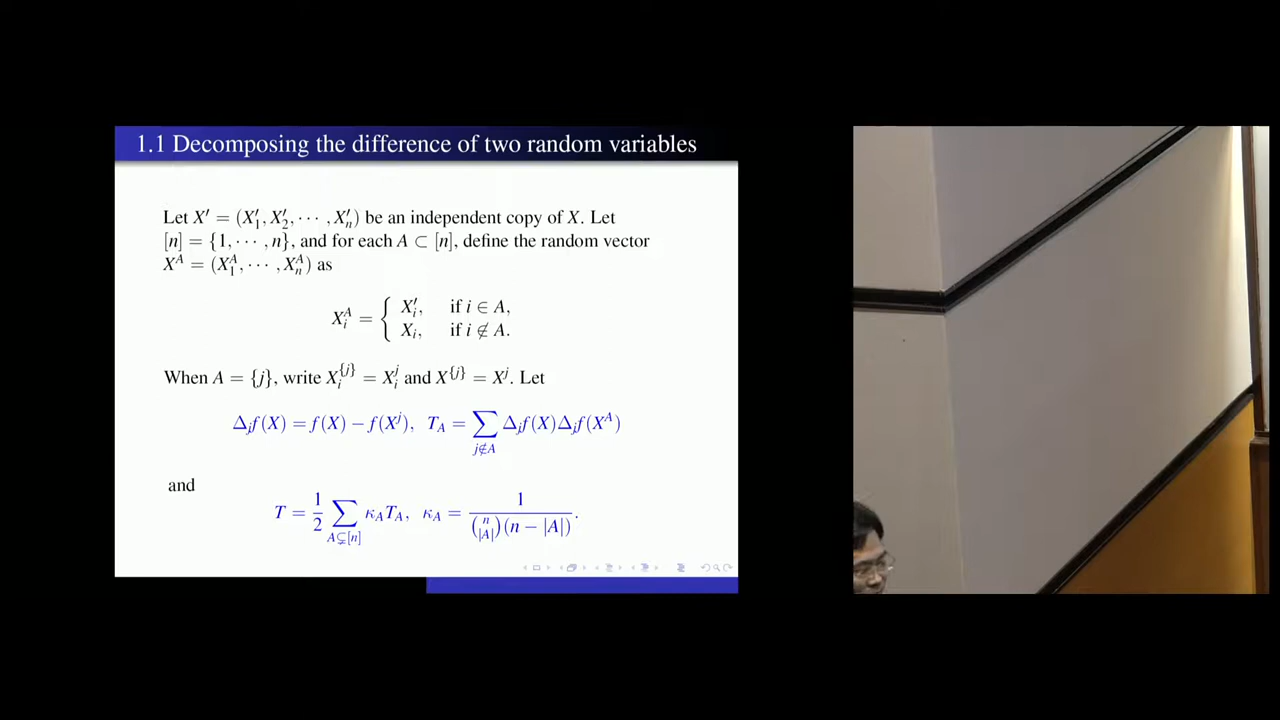 1.1 Decomposing the difference of two random variables
Let X′ = (X′₁, X′₂, ⋯ , X′ₙ) be an independent copy of X. Let
[n] = {1, ⋯ , n}, and for each A ⊂ [n], define the random vector
X^A = (X₁^A, ⋯ , Xₙ^A) as
X_i^A = { X′_i, if i ∈ A,
X_i, if i ∉ A.
When A = {j}, write X_i^{{j}} = X_i^j and X^{{j}} = X^j. Let
Δ_j f(X) = f(X) − f(X^j), T_A = ∑_{j∉A} Δ_j f(X)Δ_j f(X^A)
and
T = 1/2 ∑_{A⊊[n]} κ_A T_A, κ_A = 1 / (\binom{n}{|A|}(n − |A|)).